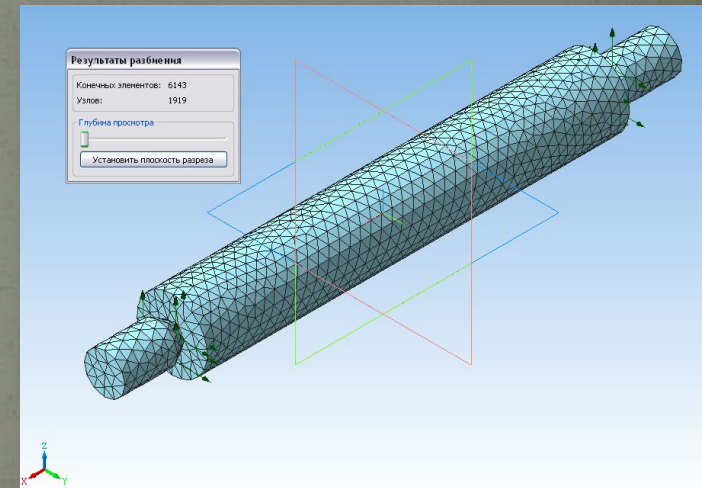 Результаты разбиения
Конечных элементов: 6143
Узлов: 1919
Глубина просмотра
Установить плоскость разреза
Z
X
Y